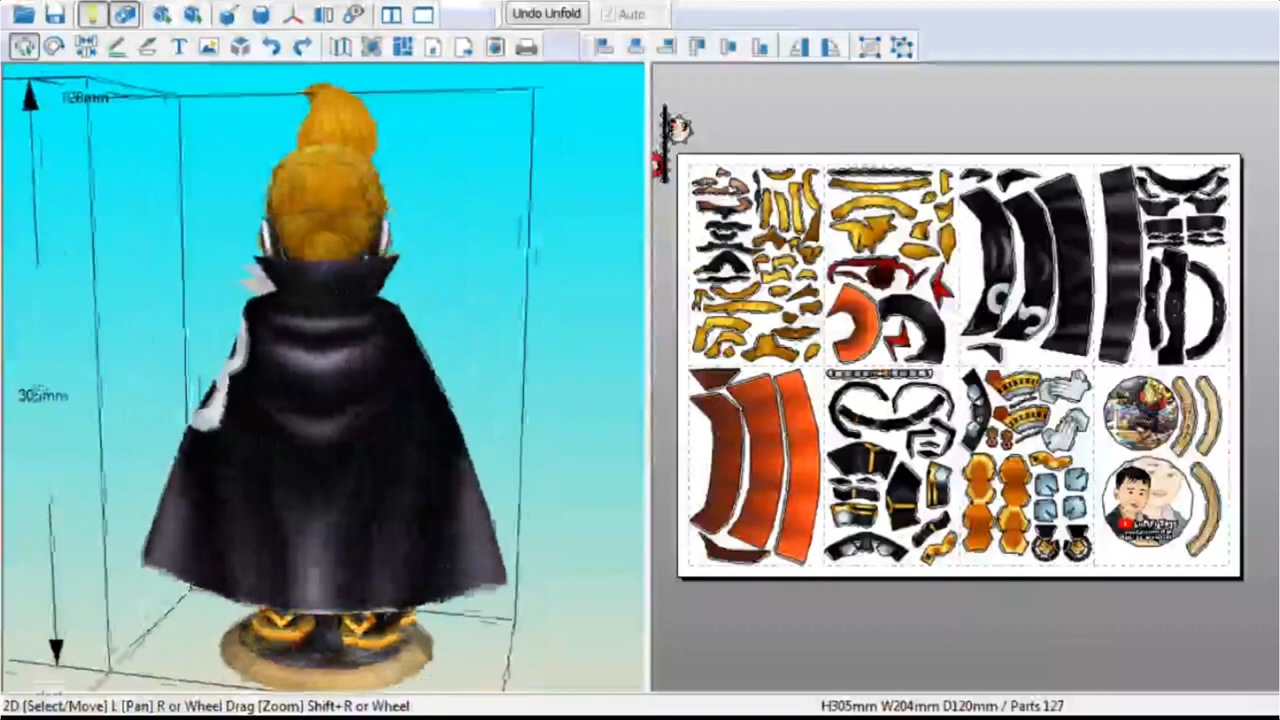 Undo Unfold
Auto
305mm
2D [Select/Move] L [Pan] R or Wheel Drag [Zoom] Shift+R or Wheel
H305mm W204mm D120mm / Parts 127